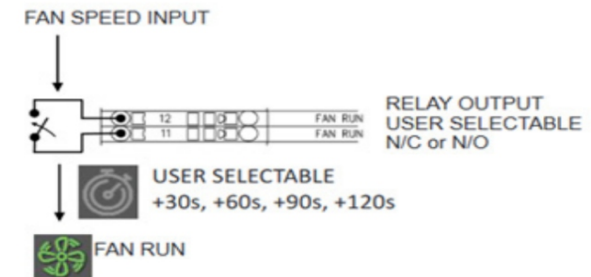 FAN SPEED INPUT
12 FAN RUN
11 FAN RUN
RELAY OUTPUT
USER SELECTABLE
N/C or N/O
USER SELECTABLE
+30s, +60s, +90s, +120s
FAN RUN